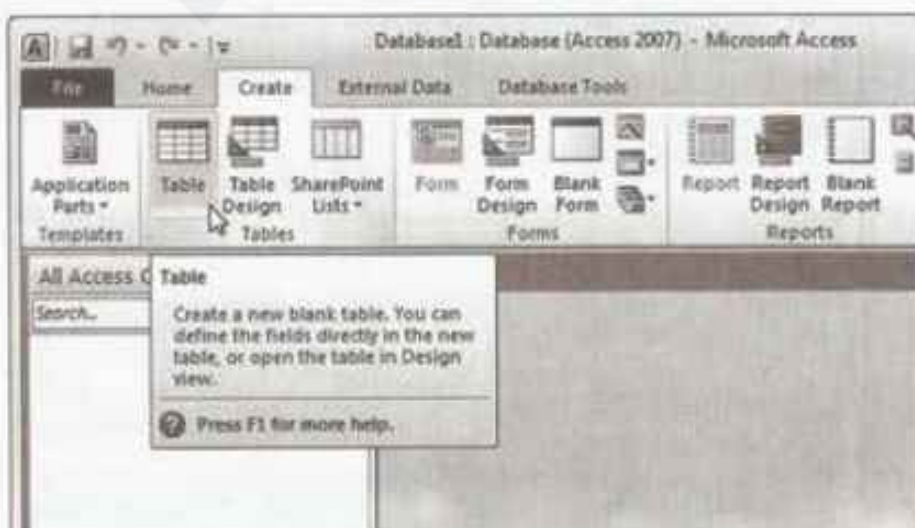 Database1 : Database (Access 2007) - Microsoft Access
File Home Create External Data Database Tools
Application Parts
Table
Table Design
SharePoint Lists
Form
Form Design
Blank Form
Report
Report Design
Blank Report
Templates Tables Forms Reports
All Access
Search...
Table
Create a new blank table. You can
define the fields directly in the new
table, or open the table in Design
view.
Press F1 for more help.